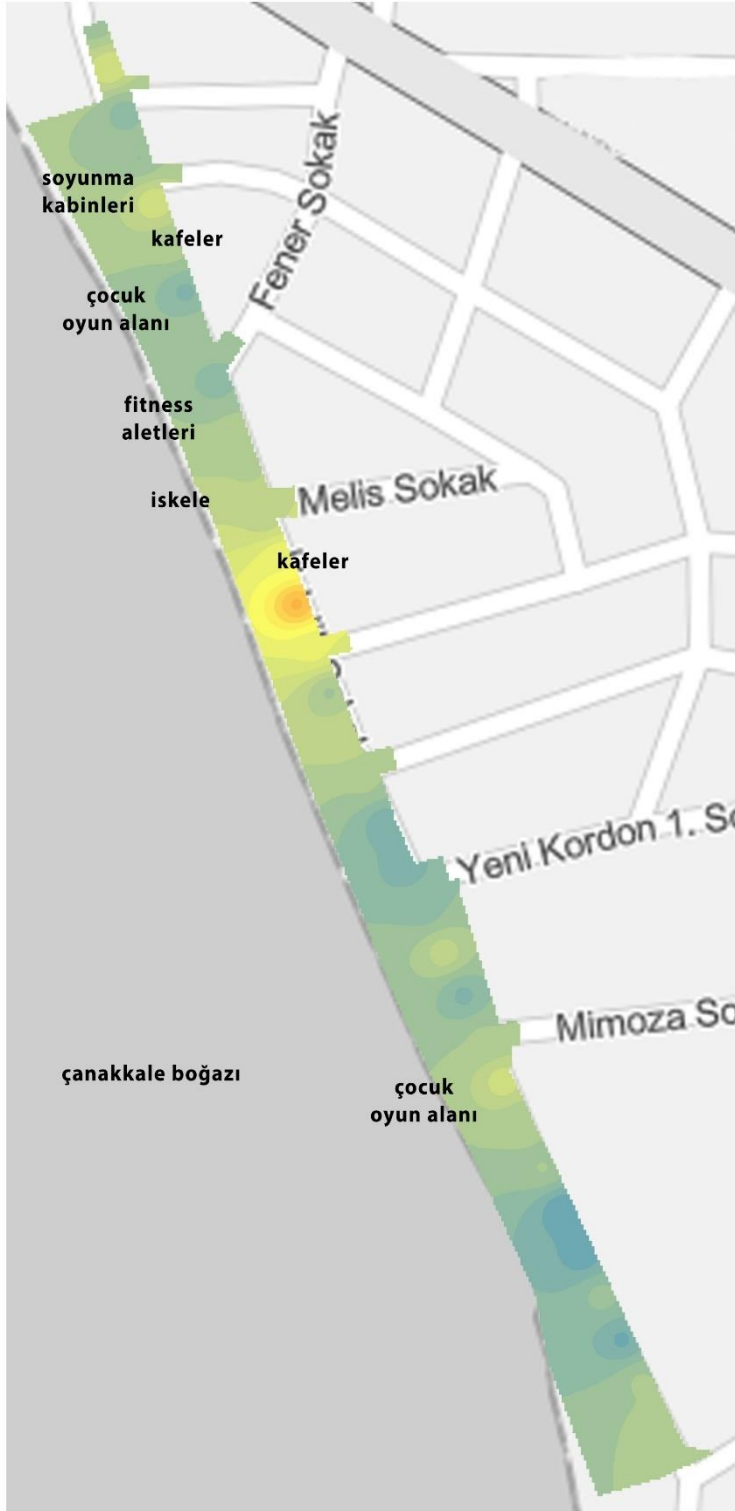 Fener Sokak
soyunma
kabinleri
kafeler
çocuk
oyun alanı
fitness
aletleri
iskele
Melis Sokak
kafeler
Yeni Kordon 1. So
Mimoza So
çanakkale boğazı
çocuk
oyun alanı